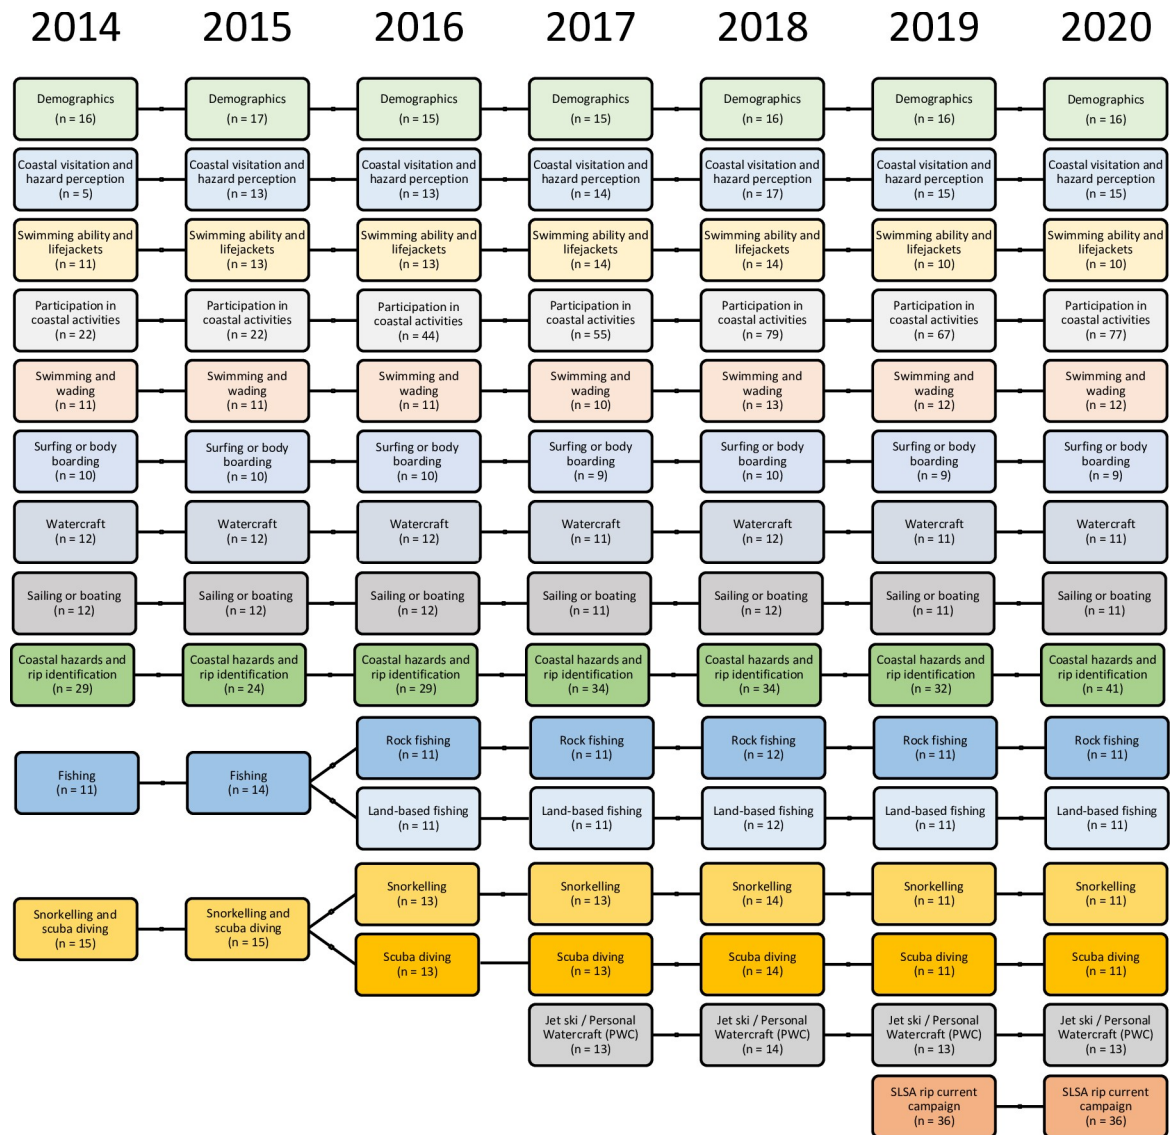 2014 2015 2016 2017 2018 2019 2020
Demographics Demographics Demographics Demographics Demographics Demographics Demographics
(n = 16) (n = 17) (n = 15) (n = 15) (n = 16) (n = 16) (n = 16)
Coastal visitation and Coastal visitation and Coastal visitation and Coastal visitation and Coastal visitation and Coastal visitation and Coastal visitation and
hazard perception hazard perception hazard perception hazard perception hazard perception hazard perception hazard perception
(n = 5) (n = 13) (n = 13) (n = 14) (n = 17) (n = 15) (n = 15)
Swimming ability and Swimming ability and Swimming ability and Swimming ability and Swimming ability and Swimming ability and Swimming ability and
lifejackets lifejackets lifejackets lifejackets lifejackets lifejackets lifejackets
(n = 11) (n = 13) (n = 13) (n = 14) (n = 14) (n = 10) (n = 10)
Participation in Participation in Participation in Participation in Participation in Participation in Participation in
coastal activities coastal activities coastal activities coastal activities coastal activities coastal activities coastal activities
(n = 22) (n = 22) (n = 44) (n = 55) (n = 79) (n = 67) (n = 77)
Swimming and Swimming and Swimming and Swimming and Swimming and Swimming and Swimming and
wading wading wading wading wading wading wading
(n = 11) (n = 11) (n = 11) (n = 10) (n = 13) (n = 12) (n = 12)
Surfing or body Surfing or body Surfing or body Surfing or body Surfing or body Surfing or body Surfing or body
boarding boarding boarding boarding boarding boarding boarding
(n = 10) (n = 10) (n = 10) (n = 9) (n = 10) (n = 9) (n = 9)
Watercraft Watercraft Watercraft Watercraft Watercraft Watercraft Watercraft
(n = 12) (n = 12) (n = 12) (n = 11) (n = 12) (n = 11) (n = 11)
Sailing or boating Sailing or boating Sailing or boating Sailing or boating Sailing or boating Sailing or boating Sailing or boating
(n = 12) (n = 12) (n = 12) (n = 11) (n = 12) (n = 11) (n = 11)
Coastal hazards and Coastal hazards and Coastal hazards and Coastal hazards and Coastal hazards and Coastal hazards and Coastal hazards and
rip identification rip identification rip identification rip identification rip identification rip identification rip identification
(n = 29) (n = 24) (n = 29) (n = 34) (n = 34) (n = 32) (n = 41)
Rock fishing Rock fishing Rock fishing Rock fishing Rock fishing
(n = 11) (n = 11) (n = 12) (n = 11) (n = 11)
Fishing Fishing
(n = 11) (n = 14)
Land-based fishing Land-based fishing Land-based fishing Land-based fishing Land-based fishing
(n = 11) (n = 11) (n = 12) (n = 11) (n = 11)
Snorkelling Snorkelling Snorkelling Snorkelling Snorkelling
(n = 13) (n = 13) (n = 14) (n = 11) (n = 11)
Snorkelling and Snorkelling and
scuba diving scuba diving
(n = 15) (n = 15)
Scuba diving Scuba diving Scuba diving Scuba diving Scuba diving
(n = 13) (n = 13) (n = 14) (n = 11) (n = 11)
Jet ski / Personal Jet ski / Personal Jet ski / Personal Jet ski / Personal
Watercraft (PWC) Watercraft (PWC) Watercraft (PWC) Watercraft (PWC)
(n = 13) (n = 14) (n = 13) (n = 13)
SLSA rip current SLSA rip current
campaign campaign
(n = 36) (n = 36)